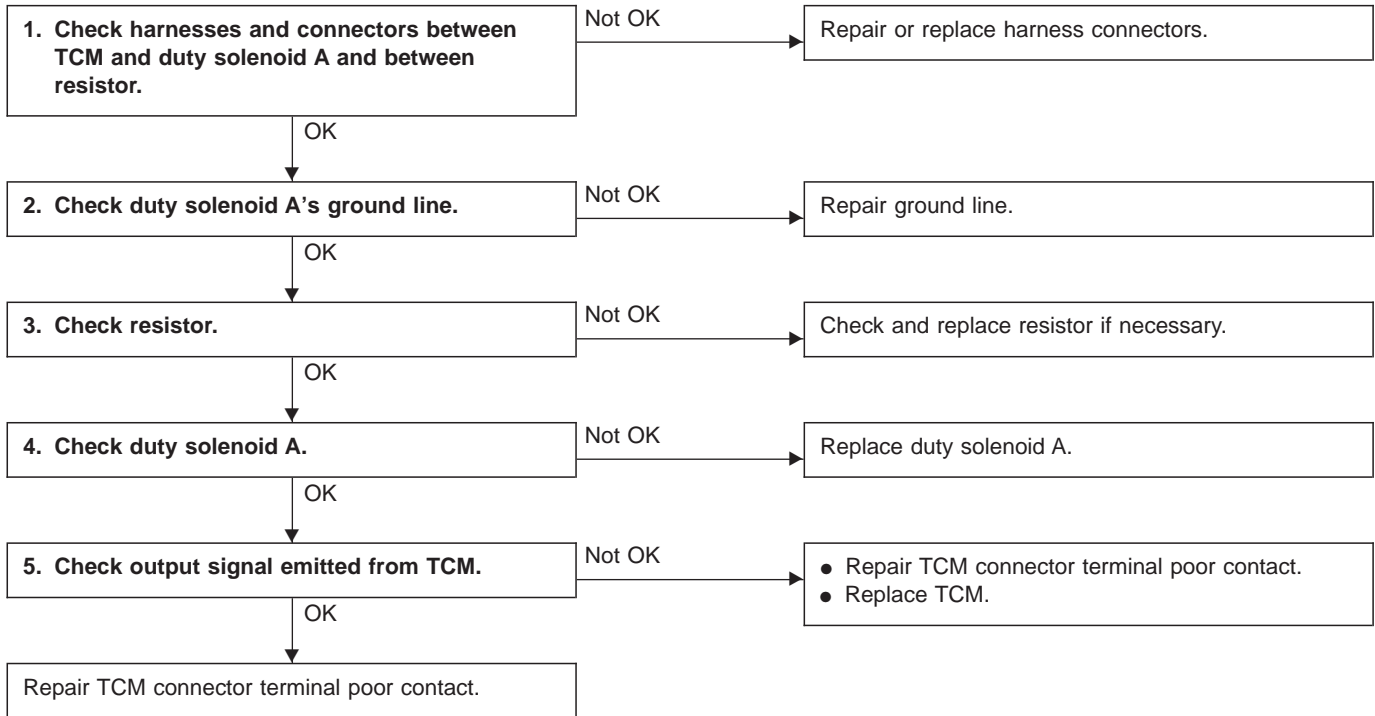 1. Check harnesses and connectors between
TCM and duty solenoid A and between
resistor.
Not OK
Repair or replace harness connectors.
OK
2. Check duty solenoid A’s ground line.
Not OK
Repair ground line.
OK
3. Check resistor.
Not OK
Check and replace resistor if necessary.
OK
4. Check duty solenoid A.
Not OK
Replace duty solenoid A.
OK
5. Check output signal emitted from TCM.
Not OK
● Repair TCM connector terminal poor contact.
● Replace TCM.
OK
Repair TCM connector terminal poor contact.